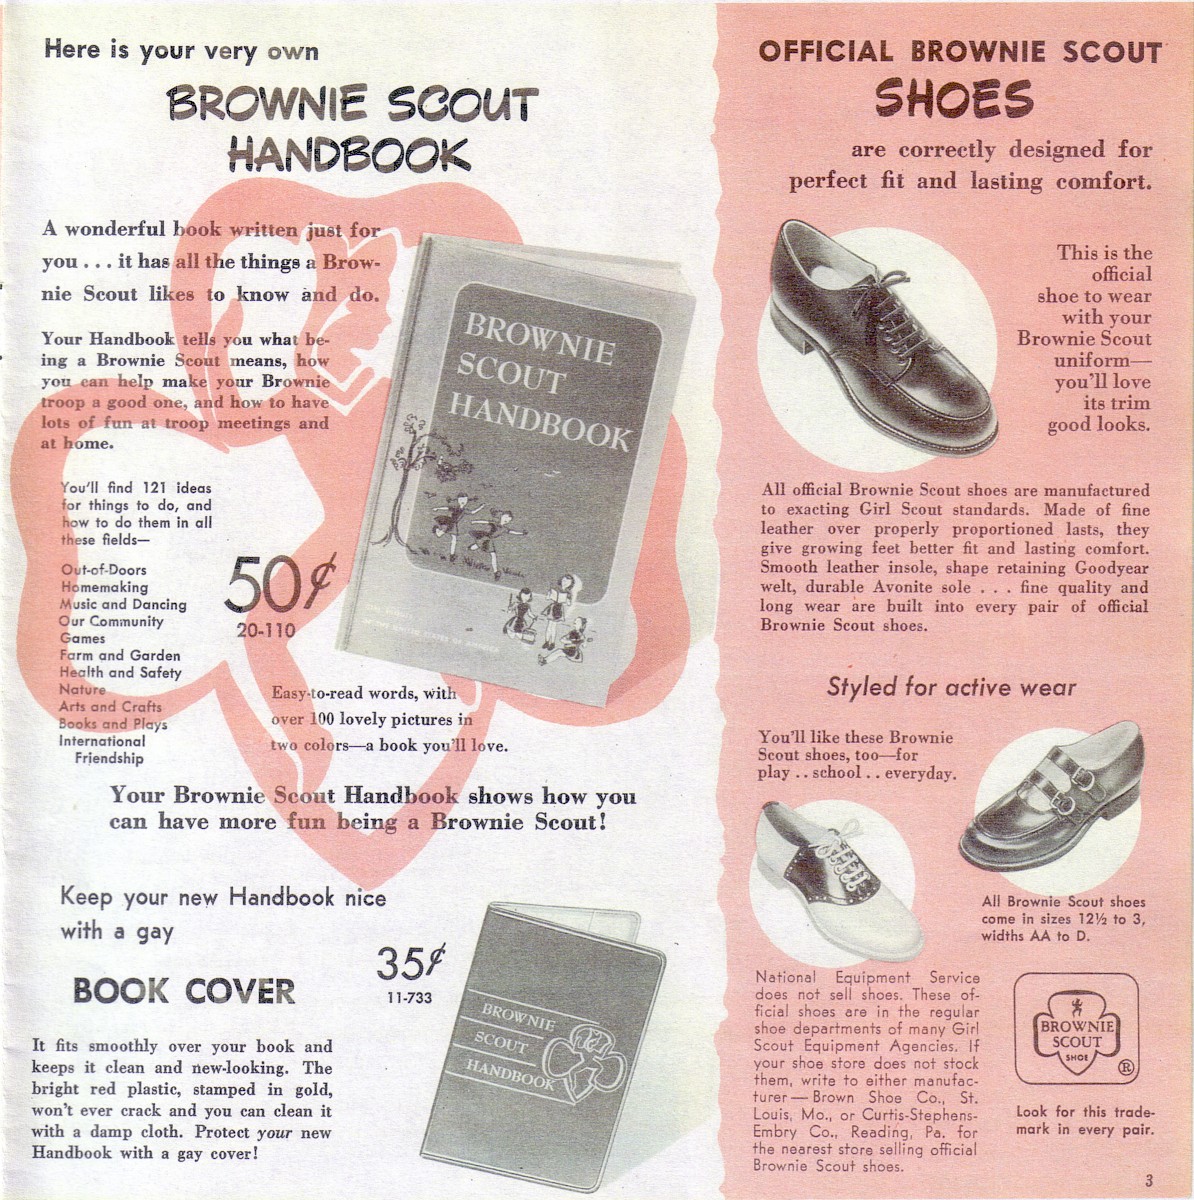 Here is your very own
BROWNIE SCOUT
HANDBOOK
A wonderful book written just for
you . . . it has all the things a Brow-
nie Scout likes to know and do.
Your Handbook tells you what be-
ing a Brownie Scout means, how
you can help make your Brownie
troop a good one, and how to have
lots of fun at troop meetings and
at home.
You'll find 121 ideas
for things to do, and
how to do them in all
these fields—
Out-of-Doors
Homemaking
Music and Dancing
Our Community
Games
Farm and Garden
Health and Safety
Nature
Arts and Crafts
Books and Plays
International
Friendship
50¢
20-110
BROWNIE
SCOUT
HANDBOOK
Easy-to-read words, with
over 100 lovely pictures in
two colors—a book you'll love.
Your Brownie Scout Handbook shows how you
can have more fun being a Brownie Scout!
Keep your new Handbook nice
with a gay
BOOK COVER
35¢
11-733
It fits smoothly over your book and
keeps it clean and new-looking. The
bright red plastic, stamped in gold,
won't ever crack and you can clean it
with a damp cloth. Protect your new
Handbook with a gay cover!
BROWNIE
SCOUT
HANDBOOK
OFFICIAL BROWNIE SCOUT
SHOES
are correctly designed for
perfect fit and lasting comfort.
This is the
official
shoe to wear
with your
Brownie Scout
uniform—
you'll love
its trim
good looks.
All official Brownie Scout shoes are manufactured
to exacting Girl Scout standards. Made of fine
leather over properly proportioned lasts, they
give growing feet better fit and lasting comfort.
Smooth leather insole, shape retaining Goodyear
welt, durable Avonite sole . . . fine quality and
long wear are built into every pair of official
Brownie Scout shoes.
Styled for active wear
You'll like these Brownie
Scout shoes, too—for
play . . school . . everyday.
All Brownie Scout shoes
come in sizes 12½ to 3,
widths AA to D.
National Equipment Service
does not sell shoes. These of-
ficial shoes are in the regular
shoe departments of many Girl
Scout Equipment Agencies. If
your shoe store does not stock
them, write to either manufac-
turer — Brown Shoe Co., St.
Louis, Mo., or Curtis-Stephens-
Embry Co., Reading, Pa. for
the nearest store selling official
Brownie Scout shoes.
BROWNIE
SCOUT
SHOE
®
Look for this trade-
mark in every pair.
3